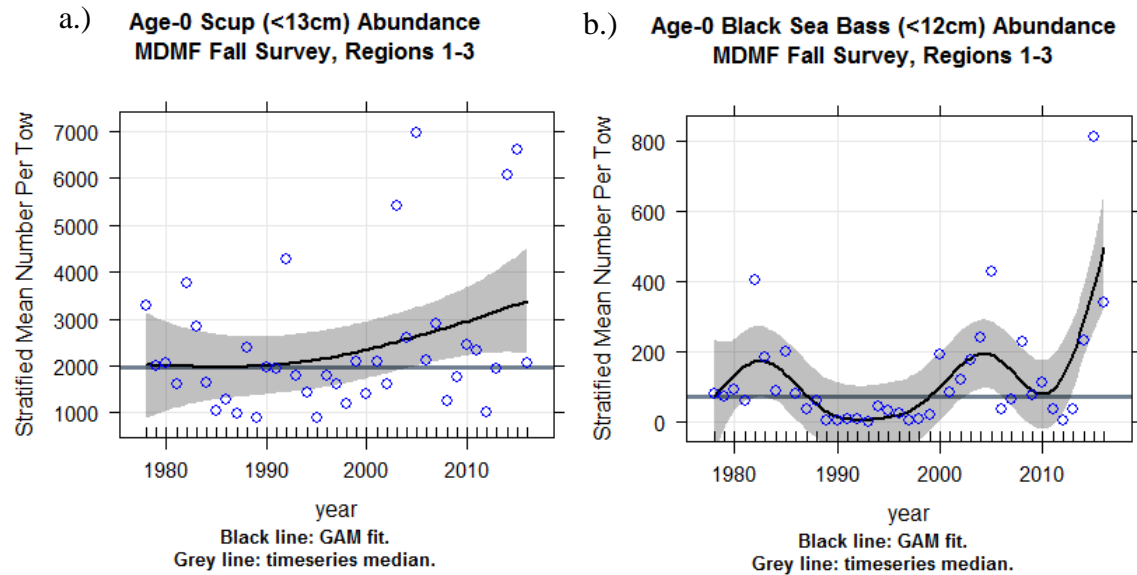 a.)
Age-0 Scup (<13cm) Abundance
MDMF Fall Survey, Regions 1-3
Stratified Mean Number Per Tow
7000
6000
5000
4000
3000
2000
1000
1980 1990 2000 2010
year
Black line: GAM fit.
Grey line: timeseries median.
b.)
Age-0 Black Sea Bass (<12cm) Abundance
MDMF Fall Survey, Regions 1-3
Stratified Mean Number Per Tow
800
600
400
200
0
1980 1990 2000 2010
year
Black line: GAM fit.
Grey line: timeseries median.